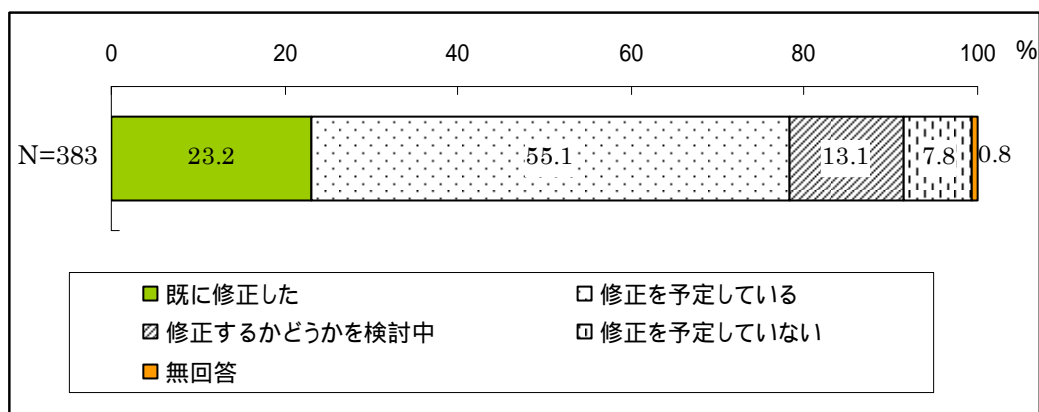 0 20 40 60 80 100 %
N=383 23.2 55.1 13.1 7.8 0.8
既に修正した 修正を予定している
修正するかどうかを検討中 修正を予定していない
無回答